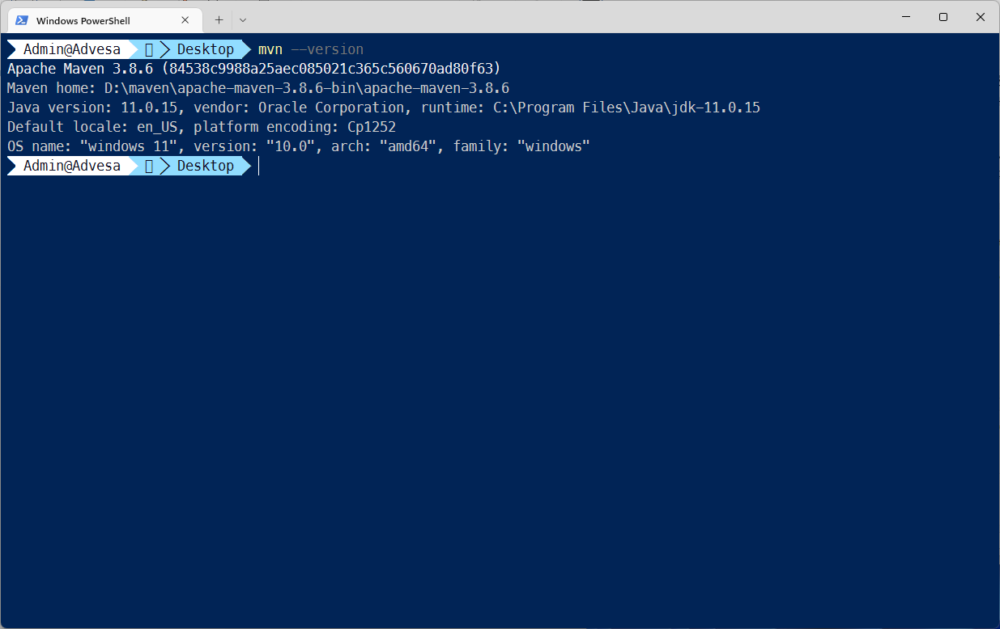 Windows PowerShell
Admin@Advesa Desktop mvn --version
Apache Maven 3.8.6 (84538c9988a25aec085021c365c560670ad80f63)
Maven home: D:\maven\apache-maven-3.8.6-bin\apache-maven-3.8.6
Java version: 11.0.15, vendor: Oracle Corporation, runtime: C:\Program Files\Java\jdk-11.0.15
Default locale: en_US, platform encoding: Cp1252
OS name: "windows 11", version: "10.0", arch: "amd64", family: "windows"
Admin@Advesa Desktop